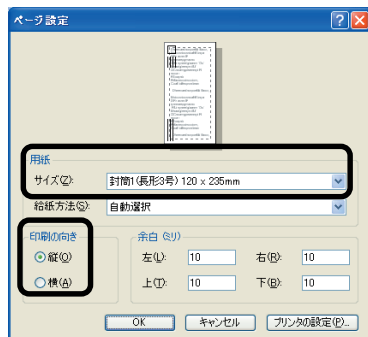 ページ設定
用紙
サイズ(Z):
封筒1(長形3号) 120 x 235mm
給紙方法(S):
自動選択
印刷の向き
縦(O)
横(A)
余白 (ミリ)
左(L): 10 右(R): 10
上(T): 10 下(B): 10
OK キャンセル プリンタの設定(P)...